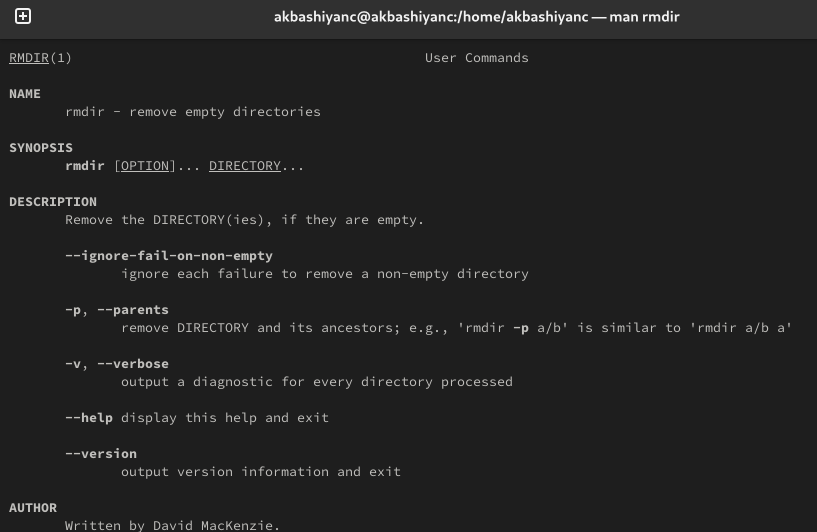 akbashiyanc@akbashiyanc:/home/akbashiyanc — man rmdir
RMDIR(1) User Commands
NAME
rmdir - remove empty directories
SYNOPSIS
rmdir [OPTION]... DIRECTORY...
DESCRIPTION
Remove the DIRECTORY(ies), if they are empty.
--ignore-fail-on-non-empty
ignore each failure to remove a non-empty directory
-p, --parents
remove DIRECTORY and its ancestors; e.g., 'rmdir -p a/b' is similar to 'rmdir a/b a'
-v, --verbose
output a diagnostic for every directory processed
--help display this help and exit
--version
output version information and exit
AUTHOR
Written by David MacKenzie.